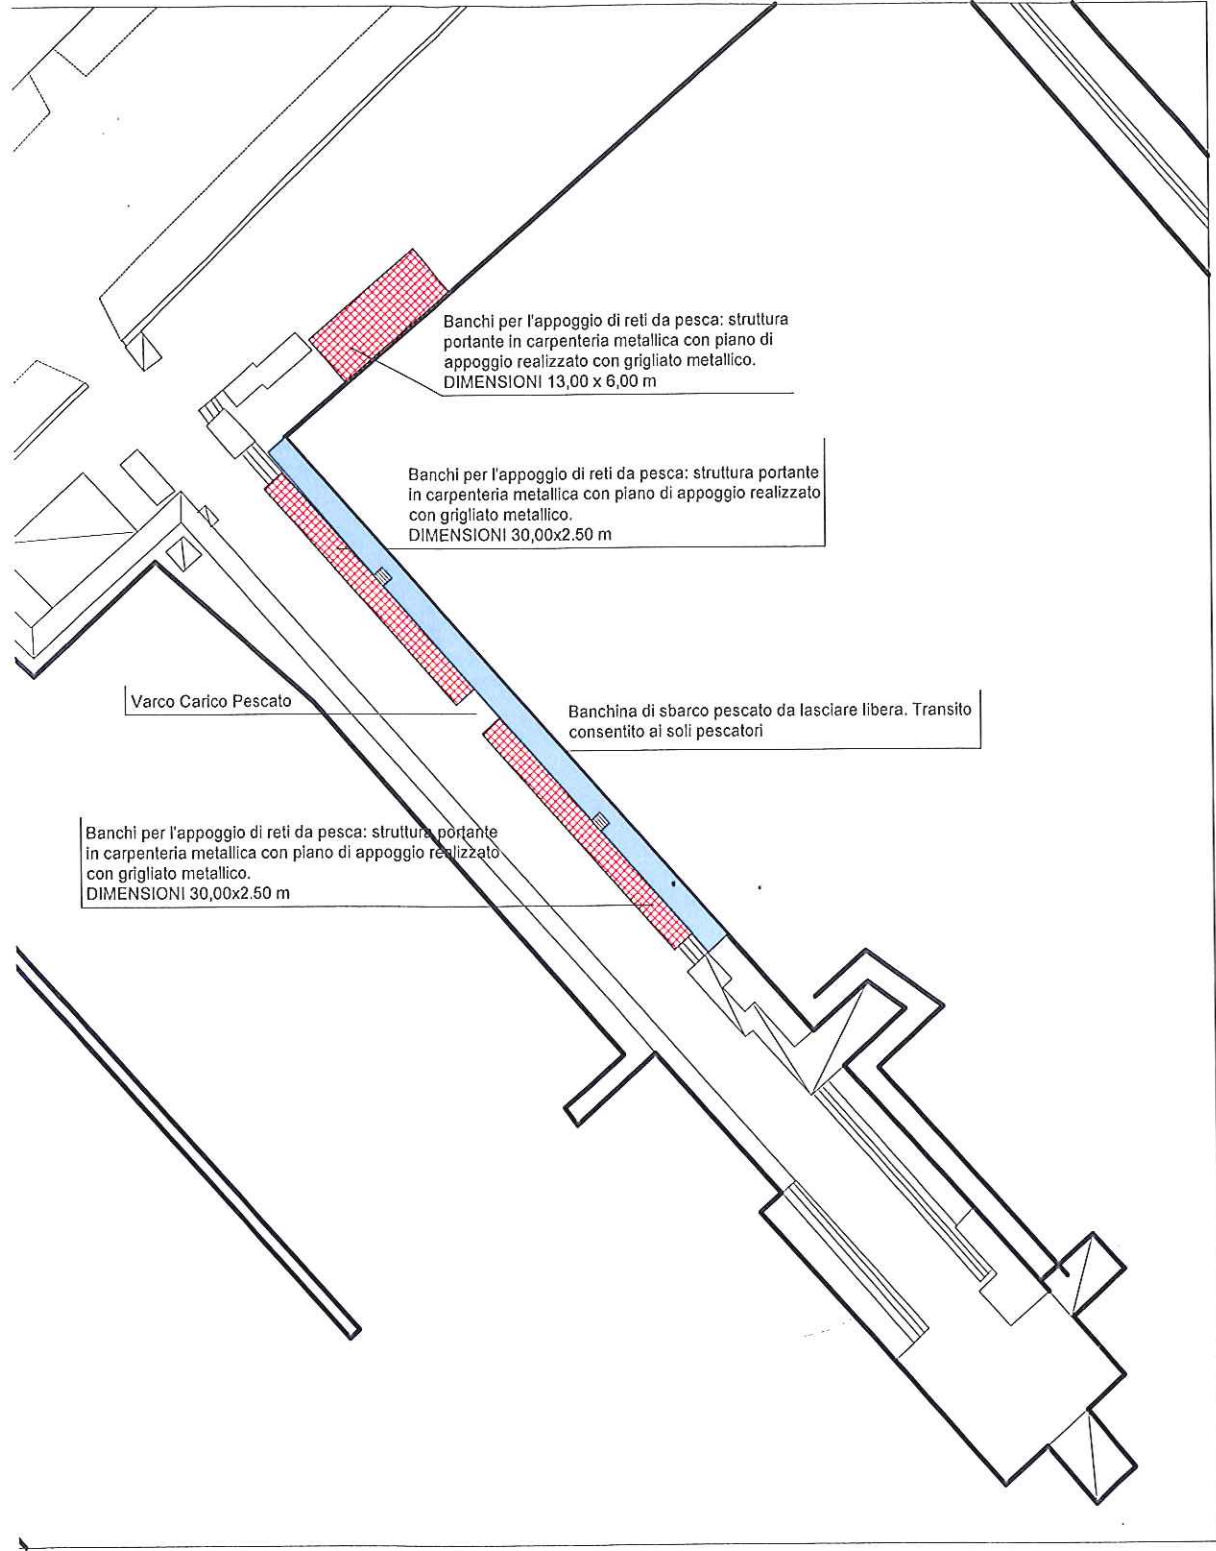 Banchi per l'appoggio di reti da pesca: struttura
portante in carpenteria metallica con piano di
appoggio realizzato con grigliato metallico.
DIMENSIONI 13,00 x 6,00 m
Banchi per l'appoggio di reti da pesca: struttura portante
in carpenteria metallica con piano di appoggio realizzato
con grigliato metallico.
DIMENSIONI 30,00x2.50 m
Varco Carico Pescato
Banchina di sbarco pescato da lasciare libera. Transito
consentito ai soli pescatori
Banchi per l'appoggio di reti da pesca: struttura portante
in carpenteria metallica con piano di appoggio realizzato
con grigliato metallico.
DIMENSIONI 30,00x2.50 m